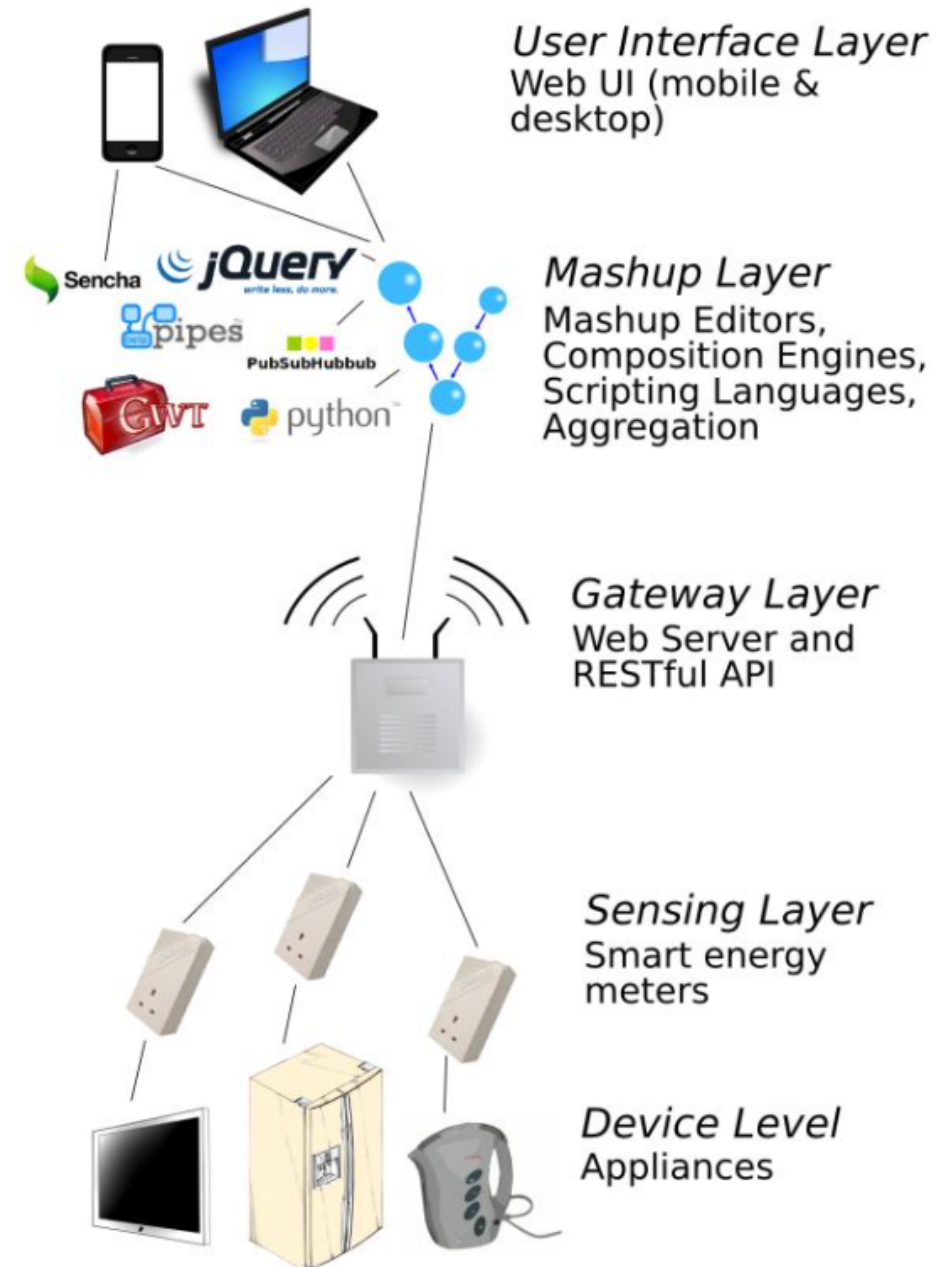 User Interface Layer
Web UI (mobile &
desktop)
Sencha
jQuery
write less, do more.
pipes™
PubSubHubbub
GWT
python™
Mashup Layer
Mashup Editors,
Composition Engines,
Scripting Languages,
Aggregation
Gateway Layer
Web Server and
RESTful API
Sensing Layer
Smart energy
meters
Device Level
Appliances